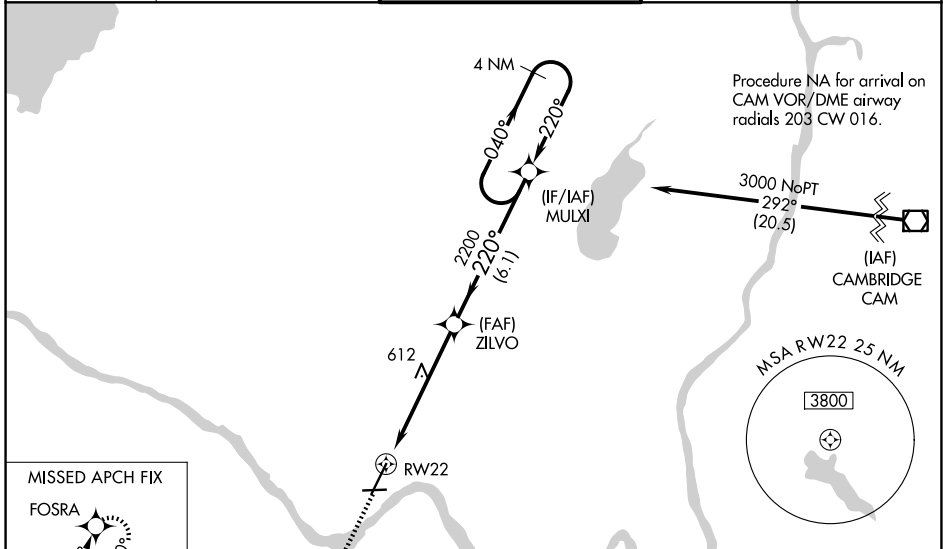 4 NM
040°
220°
(IF/IAF)
MULXI
Procedure NA for arrival on
CAM VOR/DME airway
radials 203 CW 016.
3000 NoPT
292°
(20.5)
(IAF)
CAMBRIDGE
CAM
2200
220°
(6.1)
(FAF)
ZILVO
612
RW22
MSA RW22 25 NM
3800
MISSED APCH FIX
FOSRA